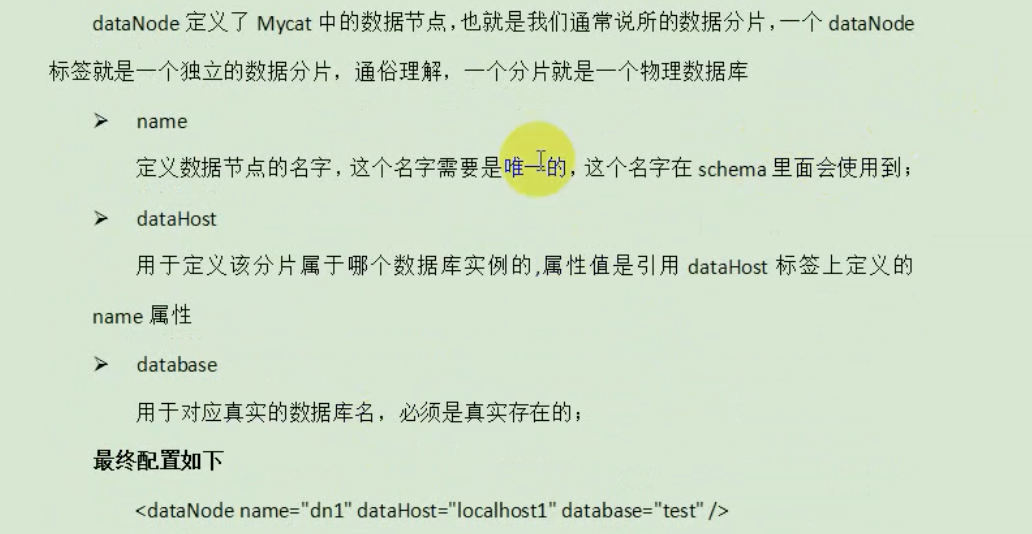 dataNode 定义了 Mycat 中的数据节点,也就是我们通常说所的数据分片,一个 dataNode
标签就是一个独立的数据分片，通俗理解，一个分片就是一个物理数据库
➢ name
定义数据节点的名字，这个名字需要是唯一的，这个名字在 schema 里面会使用到；
➢ dataHost
用于定义该分片属于哪个数据库实例的,属性值是引用 dataHost 标签上定义的
name 属性
➢ database
用于对应真实的数据库名，必须是真实存在的；
最终配置如下
<dataNode name="dn1" dataHost="localhost1" database="test" />